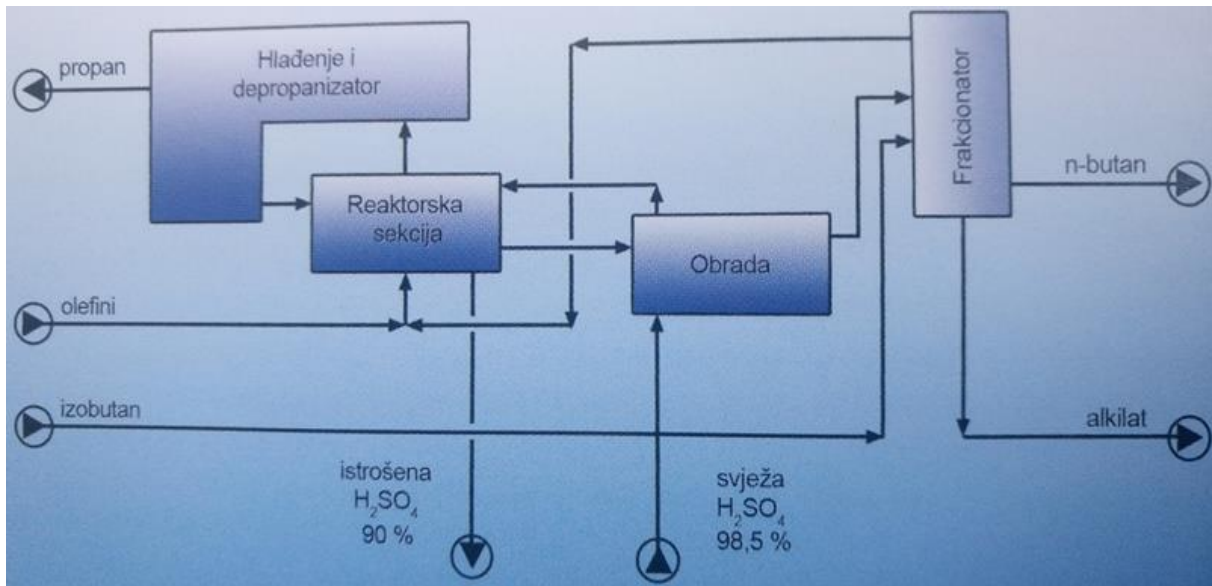 propan
Hlađenje i
depropanizator
Frakcionator
n-butan
Reaktorska
sekcija
Obrada
olefini
izobutan
alkilat
istrošena
H₂SO₄
90 %
svježa
H₂SO₄
98,5 %